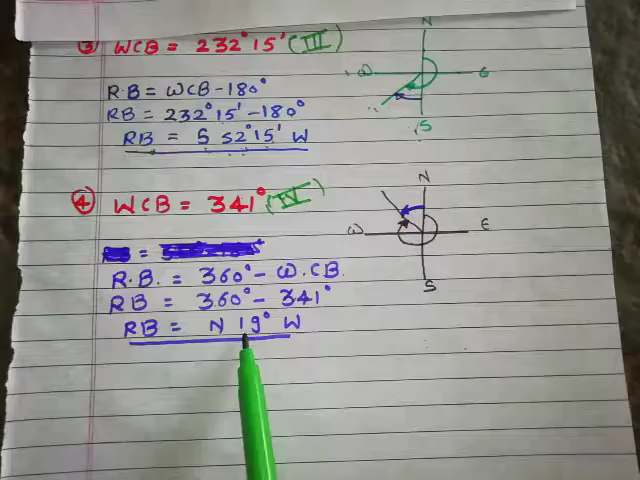 ③ WCB = 232°15' (III)
R.B = WCB - 180°
RB = 232°15' - 180°
RB = S 52°15' W
N
W E
S
④ WCB = 341° (IV)
R.B. = 360° - W.CB.
RB = 360° - 341°
RB = N 19° W
N
W E
S